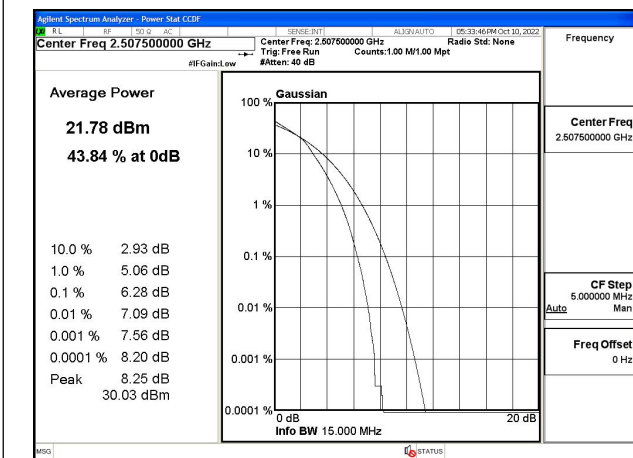 Agilent Spectrum Analyzer - Power Stat CCDF
RL RF 50 Ω AC SENSE:INT ALIGN AUTO 05:33:46 PM Oct 10, 2022
Center Freq 2.507500000 GHz
Center Freq: 2.507500000 GHz Radio Std: None
Trig: Free Run Counts:1.00 M/1.00 Mpt
#IFGain:Low #Atten: 40 dB
Frequency
Average Power
21.78 dBm
43.84 % at 0dB
10.0 % 2.93 dB
1.0 % 5.06 dB
0.1 % 6.28 dB
0.01 % 7.09 dB
0.001 % 7.56 dB
0.0001 % 8.20 dB
Peak 8.25 dB
30.03 dBm
Gaussian
100 %
10 %
1 %
0.1 %
0.01 %
0.001 %
0.0001 %
0 dB 20 dB
Info BW 15.000 MHz
Center Freq
2.507500000 GHz
CF Step
5.000000 MHz
Auto Man
Freq Offset
0 Hz
MSG STATUS